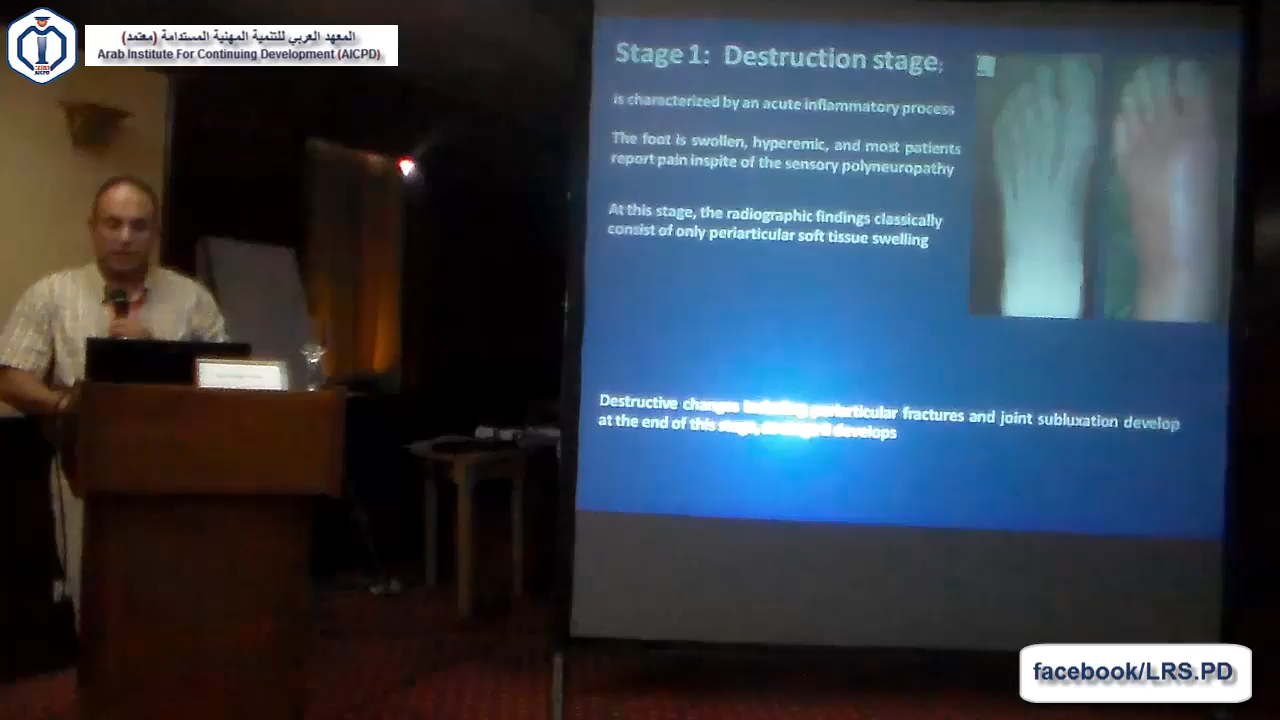 المعهد العربي للتنمية المهنية المستدامة (معتمد)
Arab Institute For Continuing Development (AICPD)
AICPD
Stage 1: Destruction stage,
is characterized by an acute inflammatory process
The foot is swollen, hyperemic, and most patients
report pain inspite of the sensory polyneuropathy
At this stage, the radiographic findings classically
consist of only periarticular soft tissue swelling
Destructive changes including periarticular fractures and joint subluxation develop
at the end of this stage, develops
facebook/LRS.PD